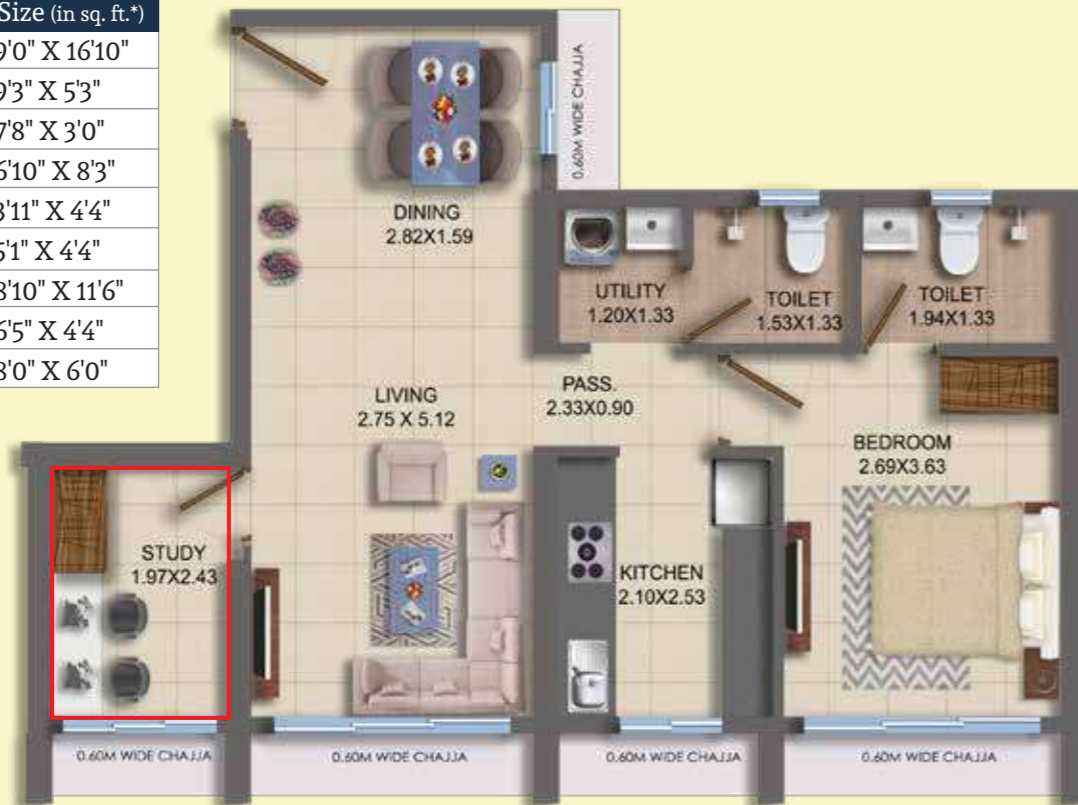 Size (in sq. ft.*)
9'0" X 16'10"
9'3" X 5'3"
7'8" X 3'0"
6'10" X 8'3"
3'11" X 4'4"
5'1" X 4'4"
8'10" X 11'6"
6'5" X 4'4"
8'0" X 6'0"
0.60M WIDE CHAJJA
DINING
2.82X1.59
UTILITY
1.20X1.33
TOILET
1.53X1.33
TOILET
1.94X1.33
LIVING
2.75 X 5.12
PASS.
2.33X0.90
BEDROOM
2.69X3.63
STUDY
1.97X2.43
KITCHEN
2.10X2.53
0.60M WIDE CHAJJA
0.60M WIDE CHAJJA
0.60M WIDE CHAJJA
0.60M WIDE CHAJJA